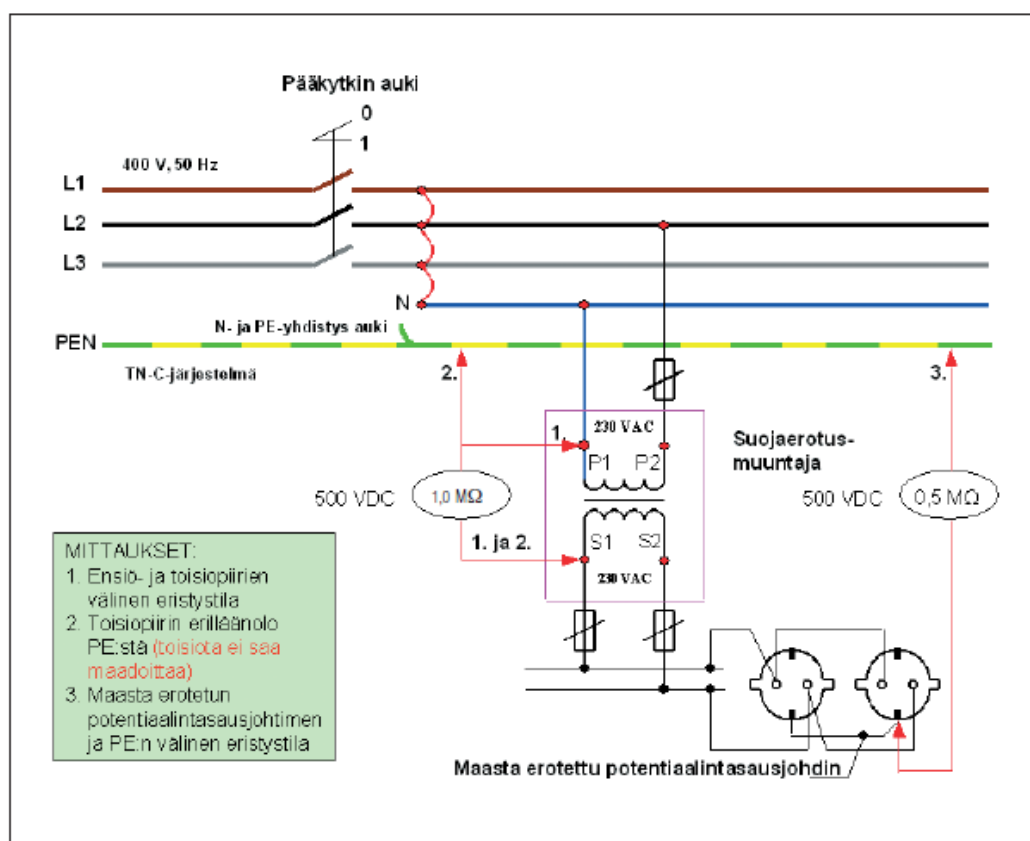 Pääkytkin auki
0
1
400 V, 50 Hz
L1
L2
L3
N
N- ja PE-yhdistys auki
PEN
TN-C-järjestelmä
2.
3.
1.
230 VAC
P1 P2
Suojaerotus-
muuntaja
500 VDC
1,0 MΩ
500 VDC
0,5 MΩ
1. ja 2.
S1 S2
230 VAC
MITTAUKSET:
1. Ensiö- ja toisiopiirien
välinen eristystila
2. Toisiopiirin erilläänolo
PE:stä (toisiota ei saa
maadoittaa)
3. Maasta erotetun
potentiaalintasausjohtimen
ja PE:n välinen eristystila
Maasta erotettu potentiaalintasausjohdin